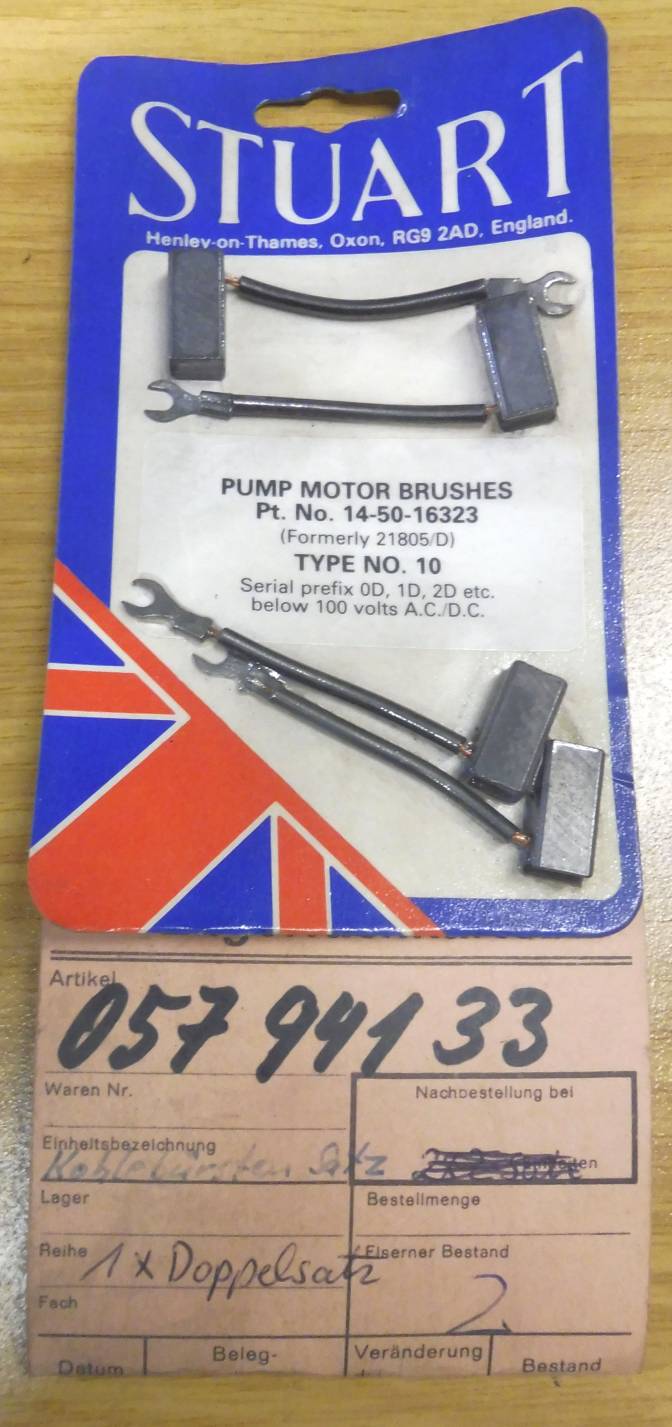 STUART
Henley-on-Thames, Oxon, RG9 2AD, England.
PUMP MOTOR BRUSHES
Pt. No. 14-50-16323
(Formerly 21805/D)
TYPE NO. 10
Serial prefix 0D, 1D, 2D etc.
below 100 volts A.C./D.C.
Artikel
057 941 33
Waren Nr.
Nachbestellung bei
Einheitsbezeichnung
Kohlebürsten Satz
Lager
Bestellmenge
Reihe 1 x Doppelsatz
Eiserner Bestand
2
Fach
Datum
Beleg-
Veränderung
Bestand